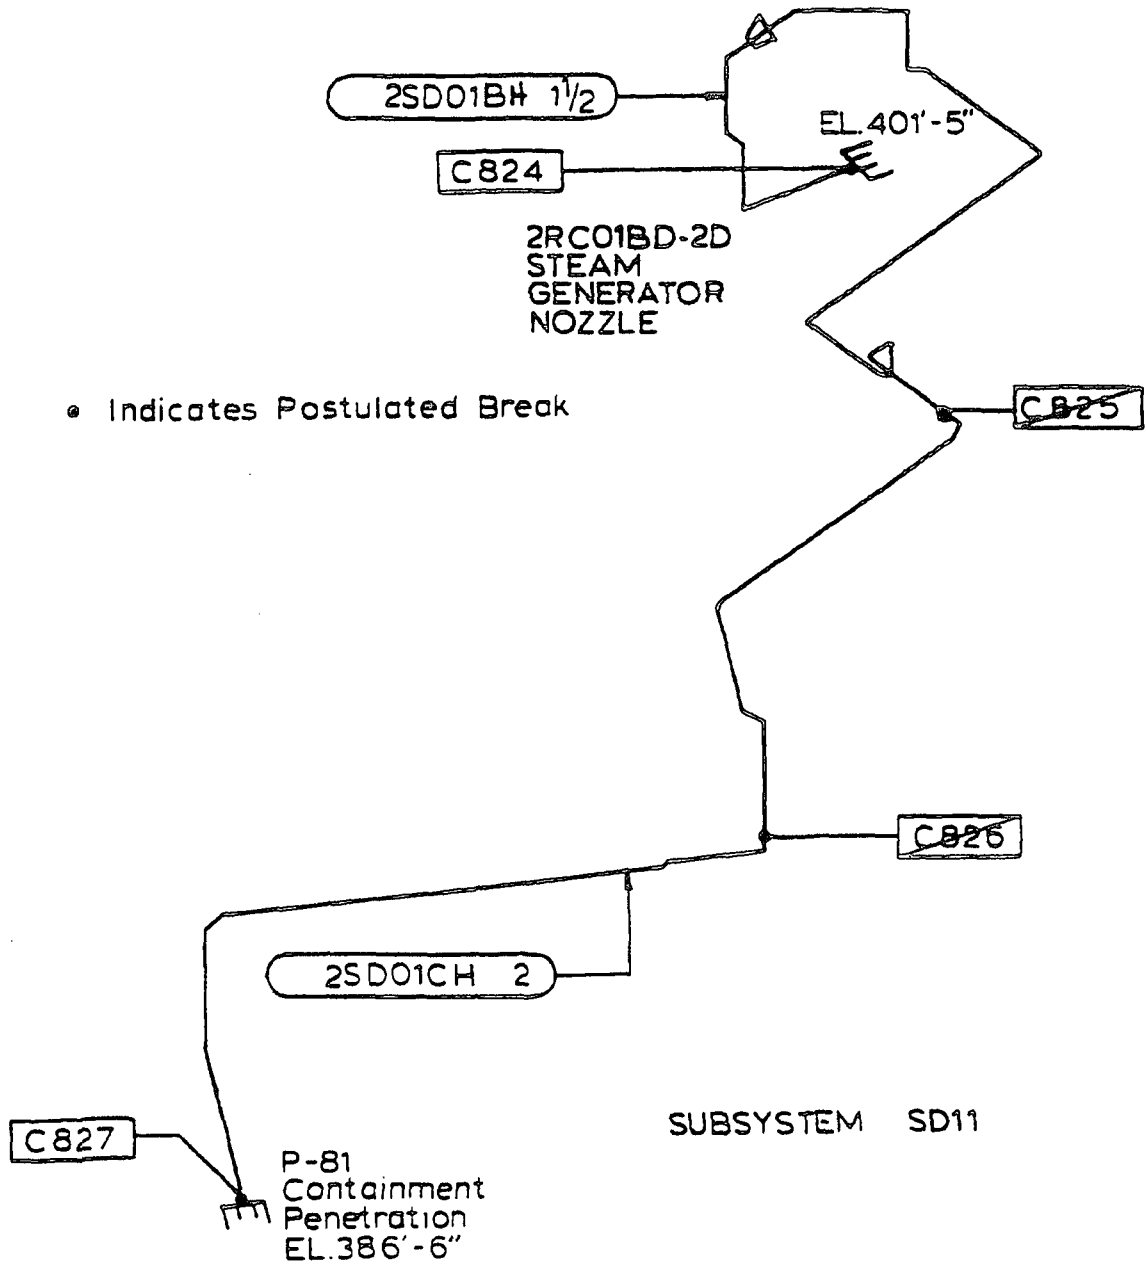 2SD01BH 1½
EL.401'-5"
C824
2RC01BD-2D
STEAM
GENERATOR
NOZZLE
Indicates Postulated Break
C825
C826
2SD01CH 2
SUBSYSTEM SD11
C827
P-81
Containment
Penetration
EL.386'-6"